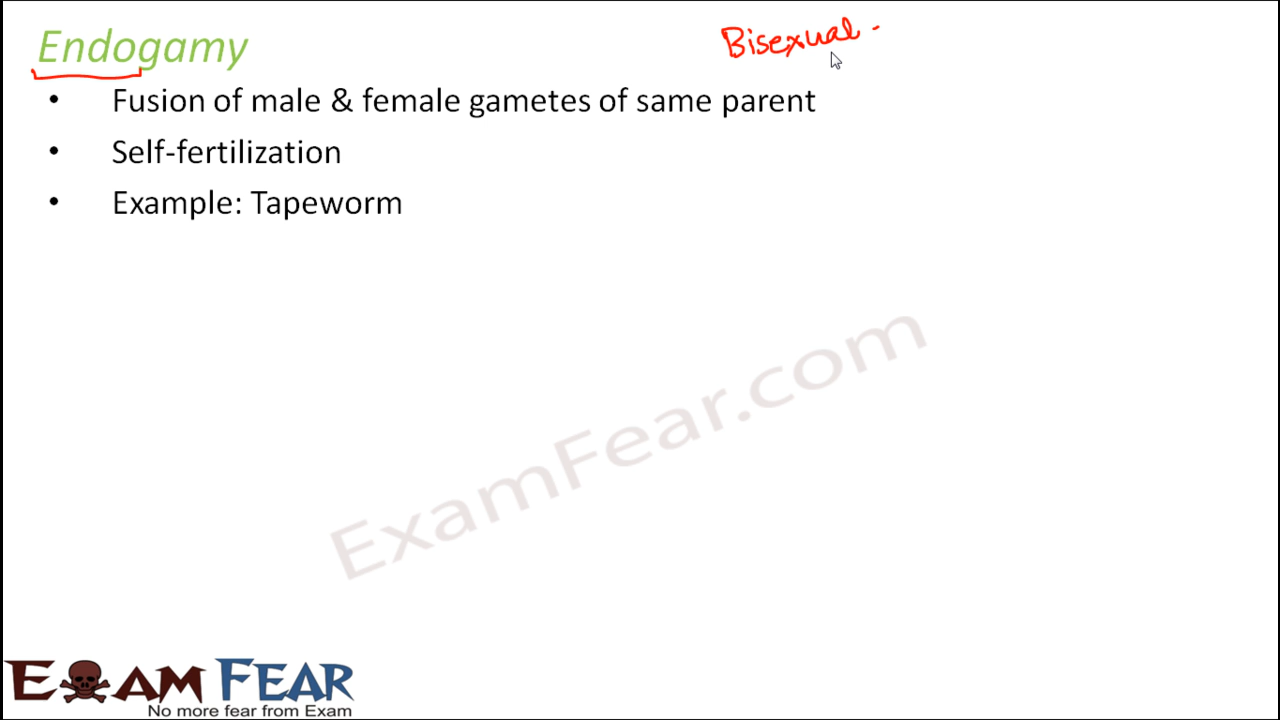 Endogamy
Bisexual -
• Fusion of male & female gametes of same parent
• Self-fertilization
• Example: Tapeworm
ExamFear.com
EXAM FEAR
No more fear from Exam